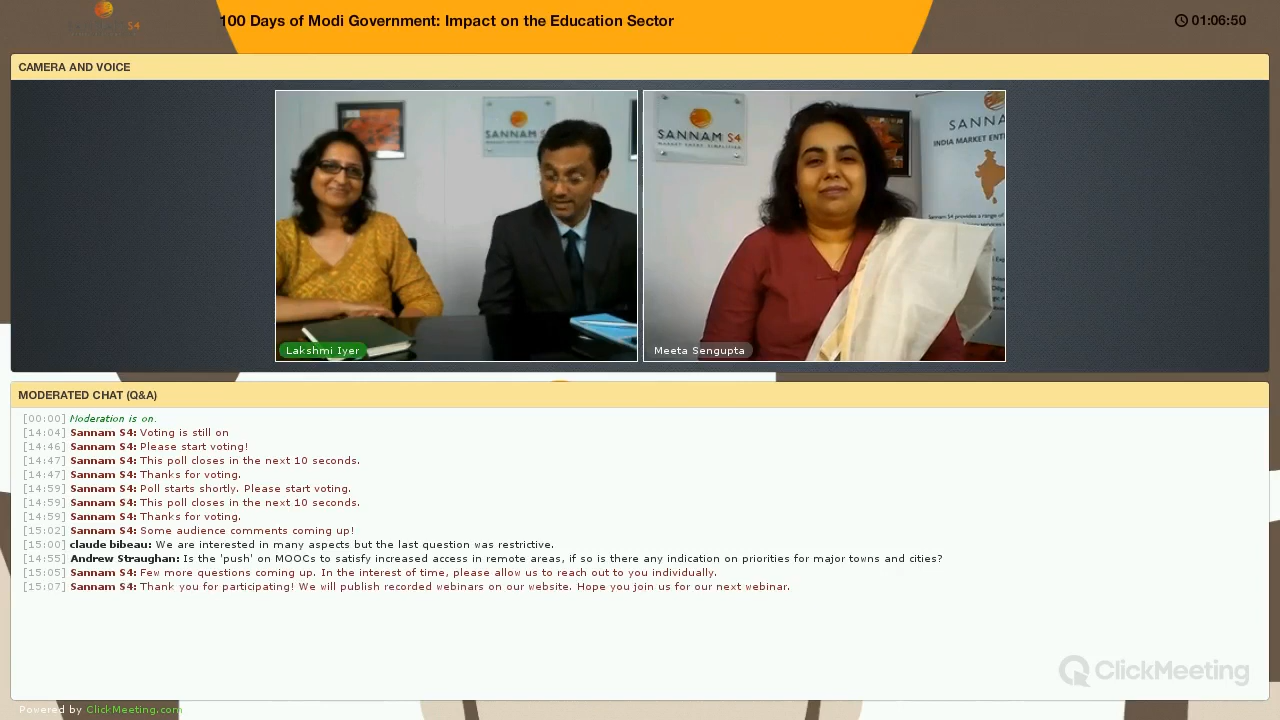 100 Days of Modi Government: Impact on the Education Sector
01:06:50
CAMERA AND VOICE
SANNAM S4
SANNAM S4
SANNA
INDIA MARKET ENT
Sannam S4 provides a range of
Lakshmi Iyer
Meeta Sengupta
MODERATED CHAT (Q&A)
[00:00] Moderation is on.
[14:04] Sannam S4: Voting is still on
[14:46] Sannam S4: Please start voting!
[14:47] Sannam S4: This poll closes in the next 10 seconds.
[14:47] Sannam S4: Thanks for voting.
[14:59] Sannam S4: Poll starts shortly. Please start voting.
[14:59] Sannam S4: This poll closes in the next 10 seconds.
[14:59] Sannam S4: Thanks for voting.
[15:02] Sannam S4: Some audience comments coming up!
[15:00] claude bibeau: We are interested in many aspects but the last question was restrictive.
[14:55] Andrew Straughan: Is the 'push' on MOOCs to satisfy increased access in remote areas, if so is there any indication on priorities for major towns and cities?
[15:05] Sannam S4: Few more questions coming up. In the interest of time, please allow us to reach out to you individually.
[15:07] Sannam S4: Thank you for participating! We will publish recorded webinars on our website. Hope you join us for our next webinar.
ClickMeeting
Powered by ClickMeeting.com